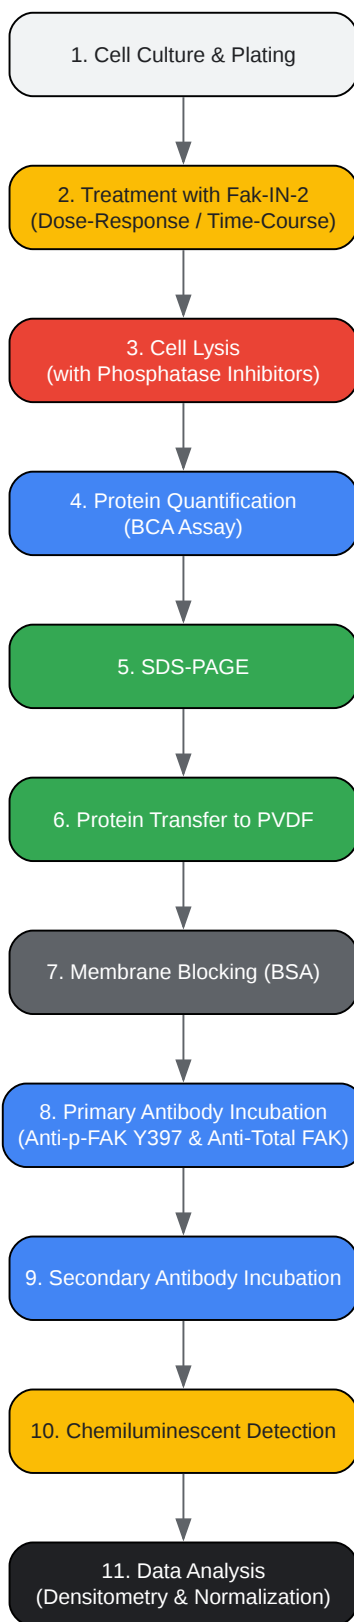 1. Cell Culture & Plating
2. Treatment with Fak-IN-2
(Dose-Response / Time-Course)
3. Cell Lysis
(with Phosphatase Inhibitors)
4. Protein Quantification
(BCA Assay)
5. SDS-PAGE
6. Protein Transfer to PVDF
7. Membrane Blocking (BSA)
8. Primary Antibody Incubation
(Anti-p-FAK Y397 & Anti-Total FAK)
9. Secondary Antibody Incubation
10. Chemiluminescent Detection
11. Data Analysis
(Densitometry & Normalization)